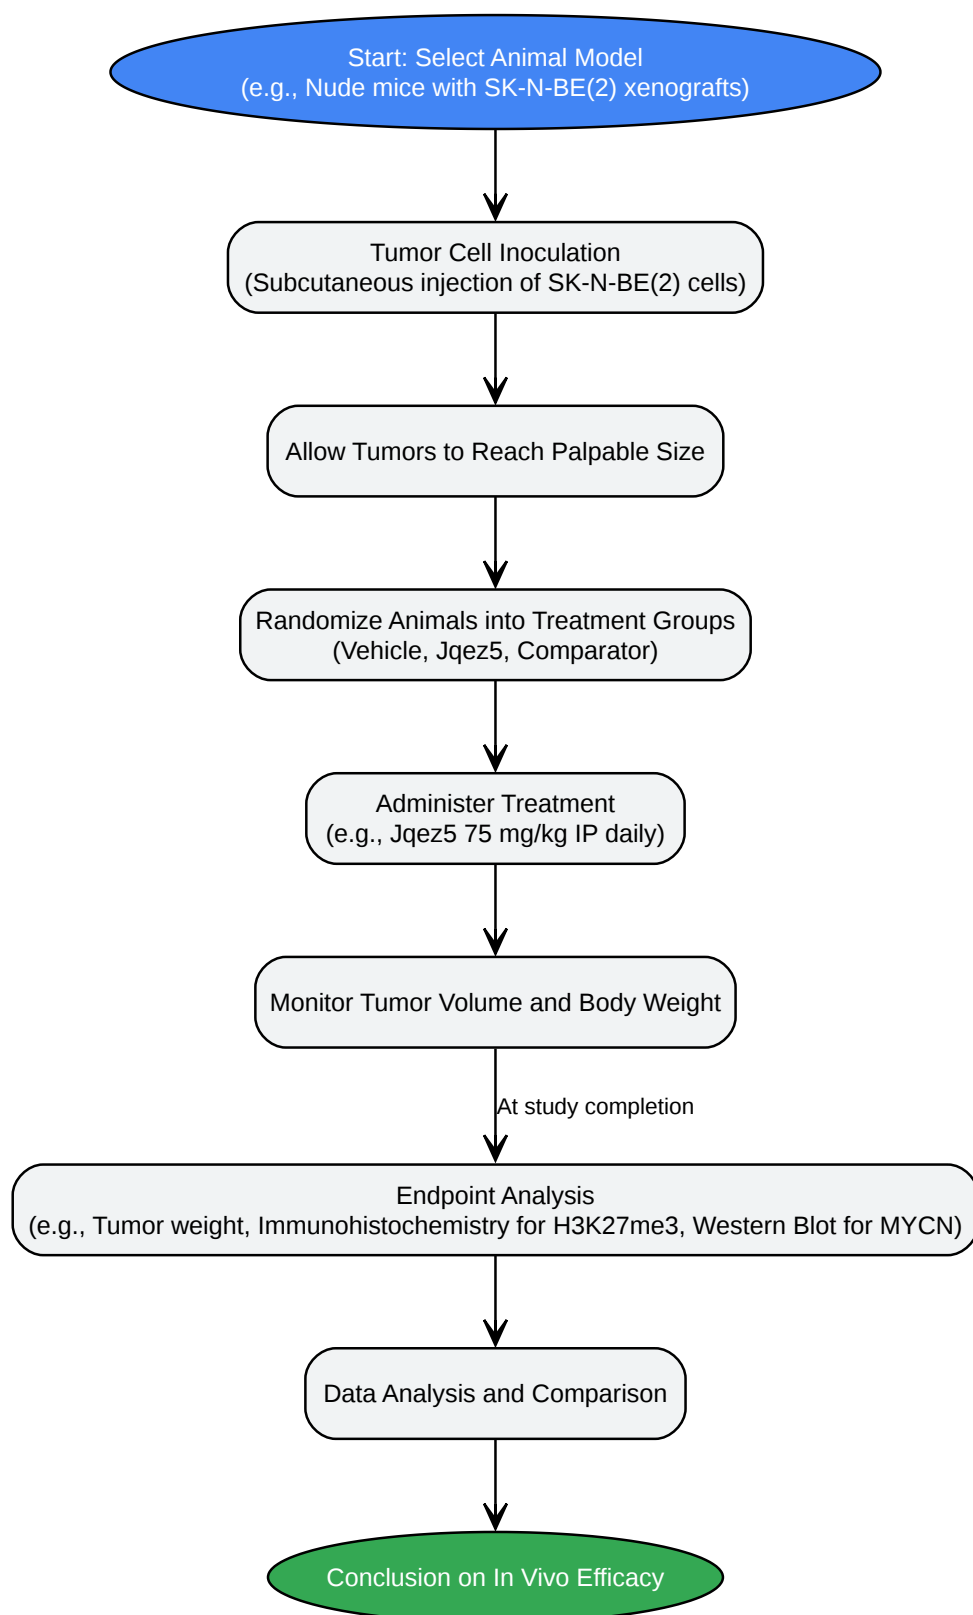 Start: Select Animal Model
(e.g., Nude mice with SK-N-BE(2) xenografts)
Tumor Cell Inoculation
(Subcutaneous injection of SK-N-BE(2) cells)
Allow Tumors to Reach Palpable Size
Randomize Animals into Treatment Groups
(Vehicle, Jqez5, Comparator)
Administer Treatment
(e.g., Jqez5 75 mg/kg IP daily)
Monitor Tumor Volume and Body Weight
At study completion
Endpoint Analysis
(e.g., Tumor weight, Immunohistochemistry for H3K27me3, Western Blot for MYCN)
Data Analysis and Comparison
Conclusion on In Vivo Efficacy